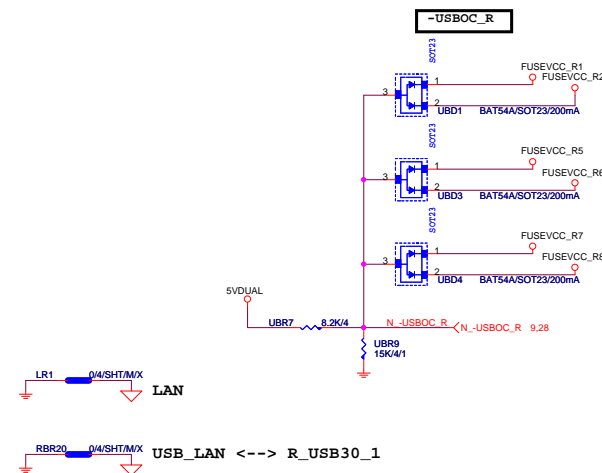 -USBOC_R
SOT23
FUSEVCC_R1
FUSEVCC_R2
1
3
2
UBD1 BAT54A/SOT23/200mA
SOT23
FUSEVCC_R5
FUSEVCC_R6
1
3
2
UBD3 BAT54A/SOT23/200mA
SOT23
FUSEVCC_R7
FUSEVCC_R8
1
3
2
UBD4 BAT54A/SOT23/200mA
5VDUAL
UBR7 8.2K/4 N_-USBOC_R N_-USBOC_R 9,28
UBR9
15K/4/1
LR1 0/4/SHT/M/X LAN
RBR20 0/4/SHT/M/X USB_LAN <--> R_USB30_1